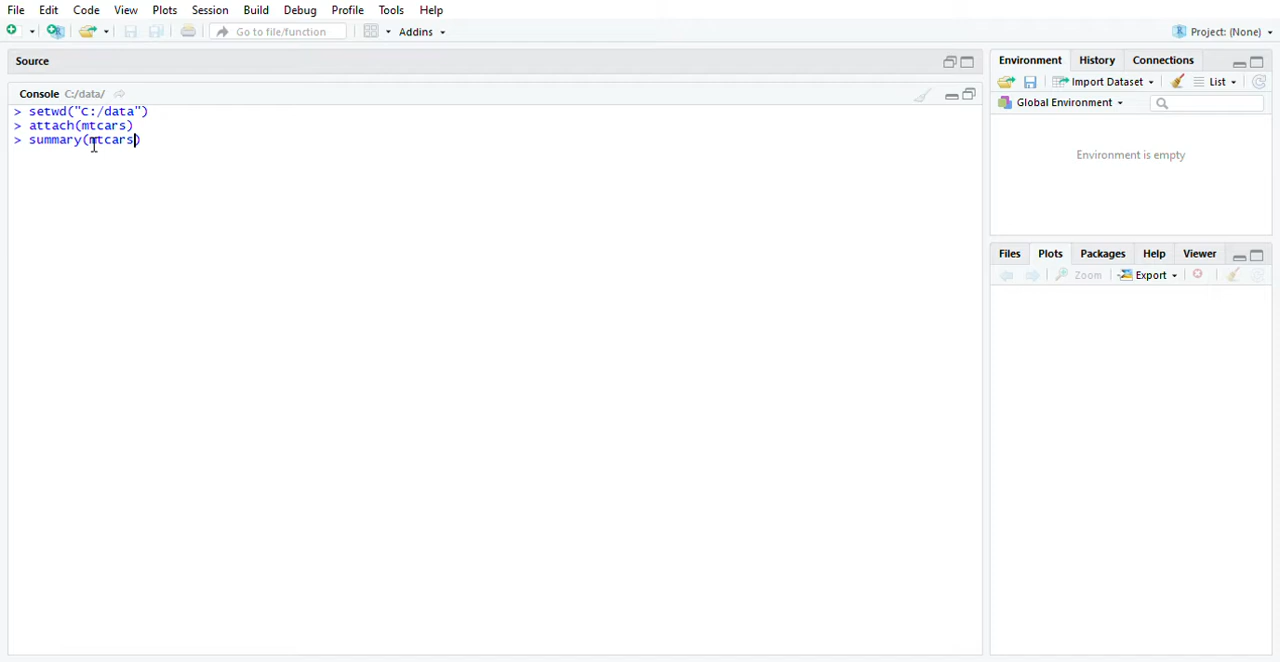 File Edit Code View Plots Session Build Debug Profile Tools Help
Go to file/function Addins Project: (None)
Source
Environment History Connections
Import Dataset List
Global Environment
Environment is empty
Console C:/data/
> setwd("C:/data")
> attach(mtcars)
> summary(mtcars)
Files Plots Packages Help Viewer
Zoom Export